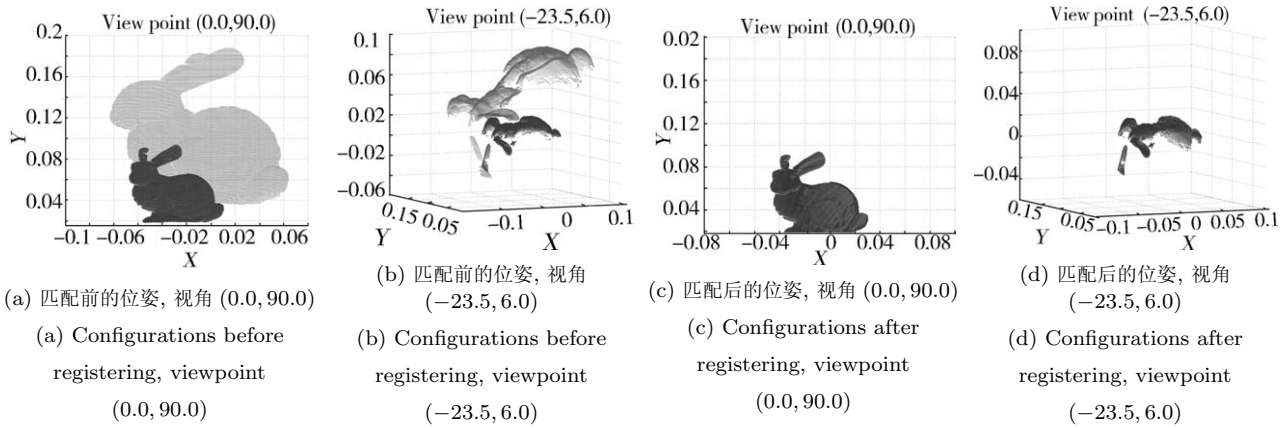 View point (0.0,90.0)
0.2
0.16
0.12
0.08
0.04
Y
−0.1 −0.06 −0.02 0.02 0.06
X
(a) 匹配前的位姿, 视角 (0.0, 90.0)
(a) Configurations before
registering, viewpoint
(0.0, 90.0)
View point (−23.5,6.0)
0.1
0.06
0.02
−0.02
−0.06
0.15 0.05
Y
−0.1 0 0.1
X
(b) 匹配前的位姿, 视角
(−23.5, 6.0)
(b) Configurations before
registering, viewpoint
(−23.5, 6.0)
View point (0.0,90.0)
0.02
0.16
0.12
0.08
0.04
Y
−0.08 −0.04 0 0.04 0.08
X
(c) 匹配后的位姿, 视角 (0.0, 90.0)
(c) Configurations after
registering, viewpoint
(0.0, 90.0)
View point (−23.5,6.0)
0.08
0.04
0
−0.04
0.15 0.05
Y
−0.1 0 0.1
X
(d) 匹配后的位姿, 视角
(−23.5, 6.0)
(d) Configurations after
registering, viewpoint
(−23.5, 6.0)